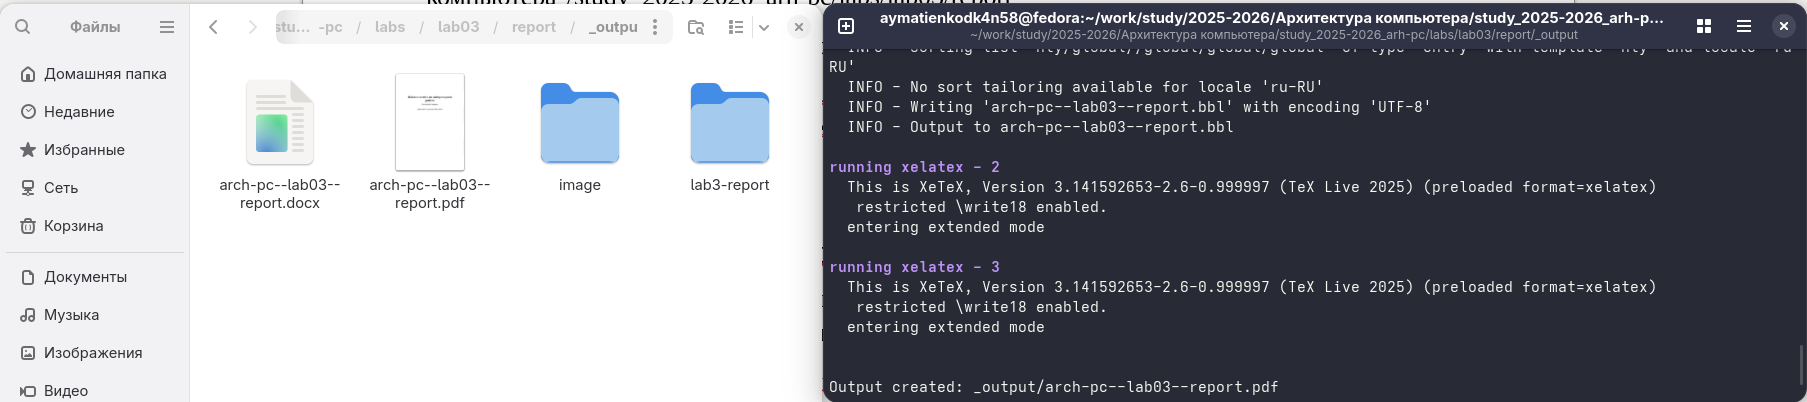 Файлы
stu... -pc / labs / lab03 / report / _outpu
Домашняя папка
Недавние
Избранные
Сеть
Корзина
Документы
Музыка
Изображения
Видео
arch-pc--lab03--
report.docx
arch-pc--lab03--
report.pdf
image
lab3-report
aymatienkodk4n58@fedora:~/work/study/2025-2026/Архитектура компьютера/study_2025-2026_arh-p...
~/work/study/2025-2026/Архитектура компьютера/study_2025-2026_arh-pc/labs/lab03/report/_output
RU'
INFO - No sort tailoring available for locale 'ru-RU'
INFO - Writing 'arch-pc--lab03--report.bbl' with encoding 'UTF-8'
INFO - Output to arch-pc--lab03--report.bbl
running xelatex - 2
This is XeTeX, Version 3.141592653-2.6-0.999997 (TeX Live 2025) (preloaded format=xelatex)
restricted \write18 enabled.
entering extended mode
running xelatex - 3
This is XeTeX, Version 3.141592653-2.6-0.999997 (TeX Live 2025) (preloaded format=xelatex)
restricted \write18 enabled.
entering extended mode
Output created: _output/arch-pc--lab03--report.pdf